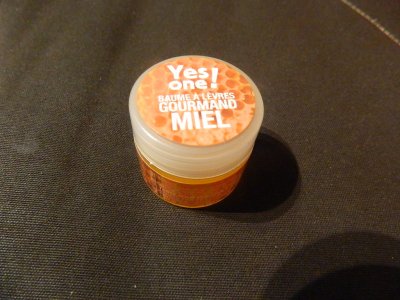 Yes
one!
BAUME À LÈVRES
GOURMAND
MIEL